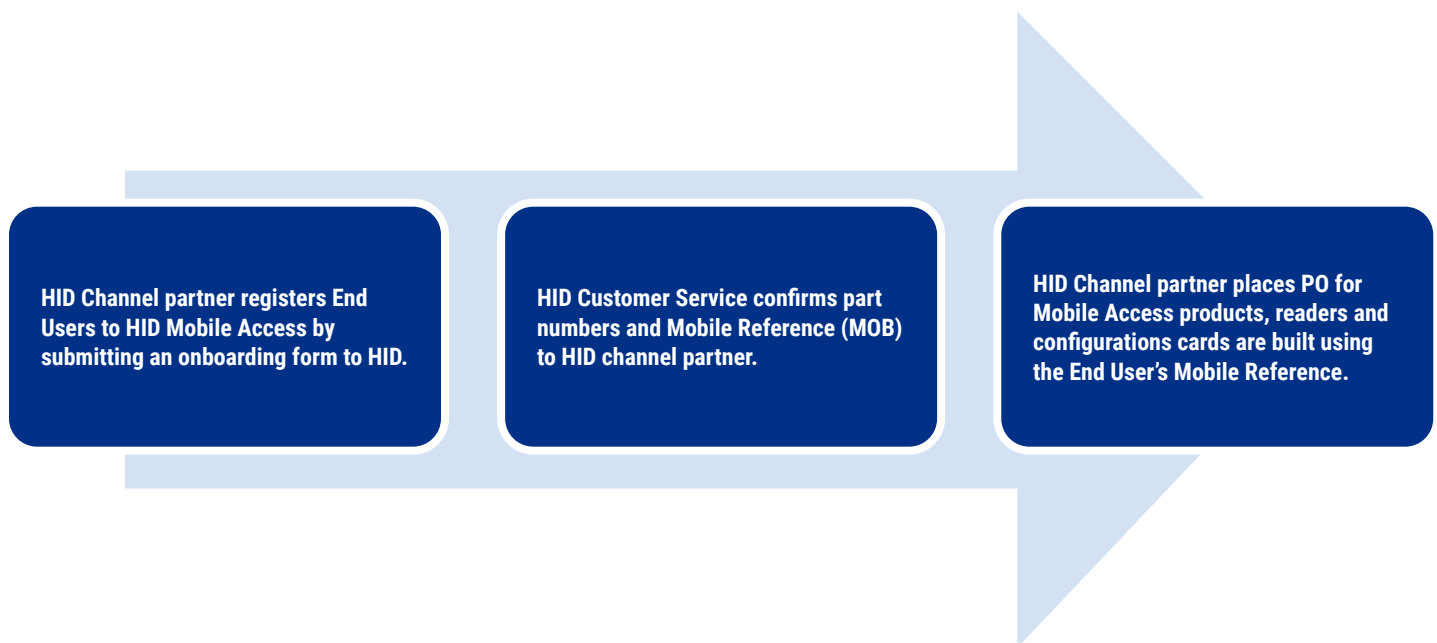 HID Channel partner registers End
Users to HID Mobile Access by
submitting an onboarding form to HID.
HID Customer Service confirms part
numbers and Mobile Reference (MOB)
to HID channel partner.
HID Channel partner places PO for
Mobile Access products, readers and
configurations cards are built using
the End User's Mobile Reference.